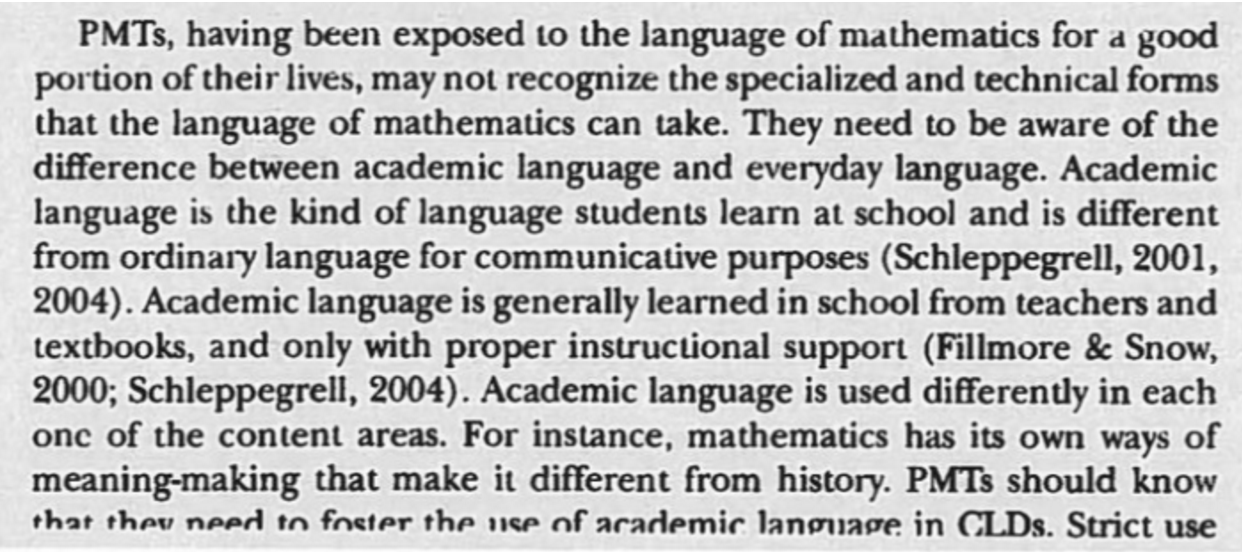 PMTs, having been exposed to the language of mathematics for a good
portion of their lives, may not recognize the specialized and technical forms
that the language of mathematics can take. They need to be aware of the
difference between academic language and everyday language. Academic
language is the kind of language students learn at school and is different
from ordinary language for communicative purposes (Schleppegrell, 2001,
2004). Academic language is generally learned in school from teachers and
textbooks, and only with proper instructional support (Fillmore & Snow,
2000; Schleppegrell, 2004). Academic language is used differently in each
one of the content areas. For instance, mathematics has its own ways of
meaning-making that make it different from history. PMTs should know
that they need to foster the use of academic language in CLDs. Strict use